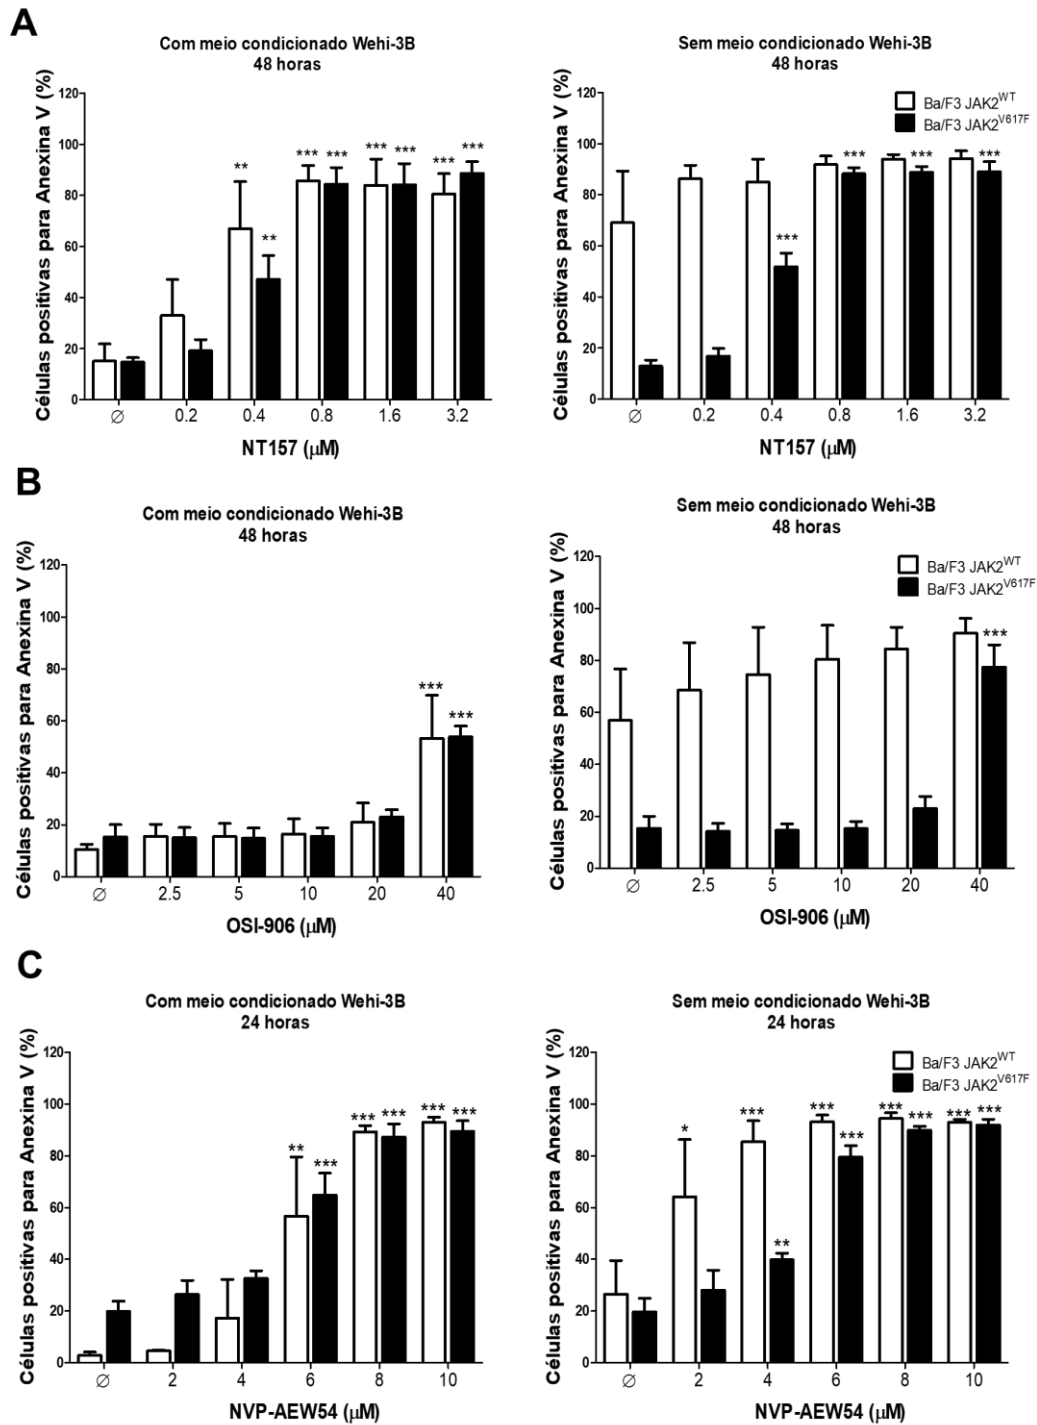 A
Com meio condicionado Wehi-3B
48 horas
Células positivas para Anexina V (%)
120
100
80
60
40
20
0
** ** *** *** *** *** *** ***
∅ 0.2 0.4 0.8 1.6 3.2
NT157 (μM)
Sem meio condicionado Wehi-3B
48 horas
Ba/F3 JAK2WT
Ba/F3 JAK2V617F
Células positivas para Anexina V (%)
120
100
80
60
40
20
0
*** *** *** ***
∅ 0.2 0.4 0.8 1.6 3.2
NT157 (μM)
B
Com meio condicionado Wehi-3B
48 horas
Células positivas para Anexina V (%)
120
100
80
60
40
20
0
*** ***
∅ 2.5 5 10 20 40
OSI-906 (μM)
Sem meio condicionado Wehi-3B
48 horas
Ba/F3 JAK2WT
Ba/F3 JAK2V617F
Células positivas para Anexina V (%)
120
100
80
60
40
20
0
***
∅ 2.5 5 10 20 40
OSI-906 (μM)
C
Com meio condicionado Wehi-3B
24 horas
Células positivas para Anexina V (%)
120
100
80
60
40
20
0
** *** *** *** *** ***
∅ 2 4 6 8 10
NVP-AEW54 (μM)
Sem meio condicionado Wehi-3B
24 horas
Ba/F3 JAK2WT
Ba/F3 JAK2V617F
Células positivas para Anexina V (%)
120
100
80
60
40
20
0
* *** ** *** *** *** *** *** ***
∅ 2 4 6 8 10
NVP-AEW54 (μM)